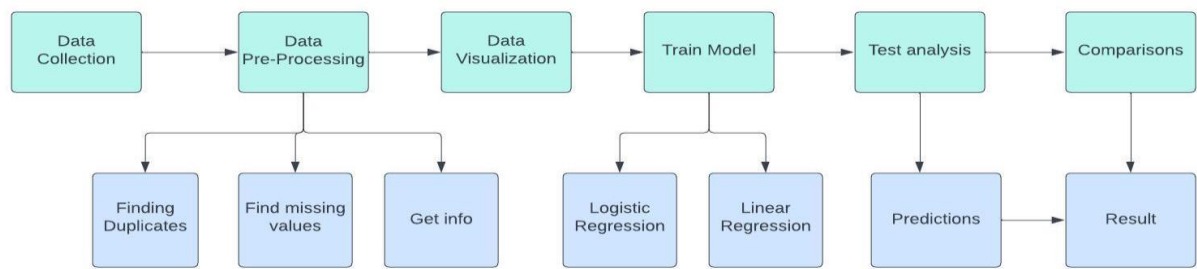 Data
Collection
Data
Pre-Processing
Data
Visualization
Train Model
Test analysis
Comparisons
Finding
Duplicates
Find missing
values
Get info
Logistic
Regression
Linear
Regression
Predictions
Result